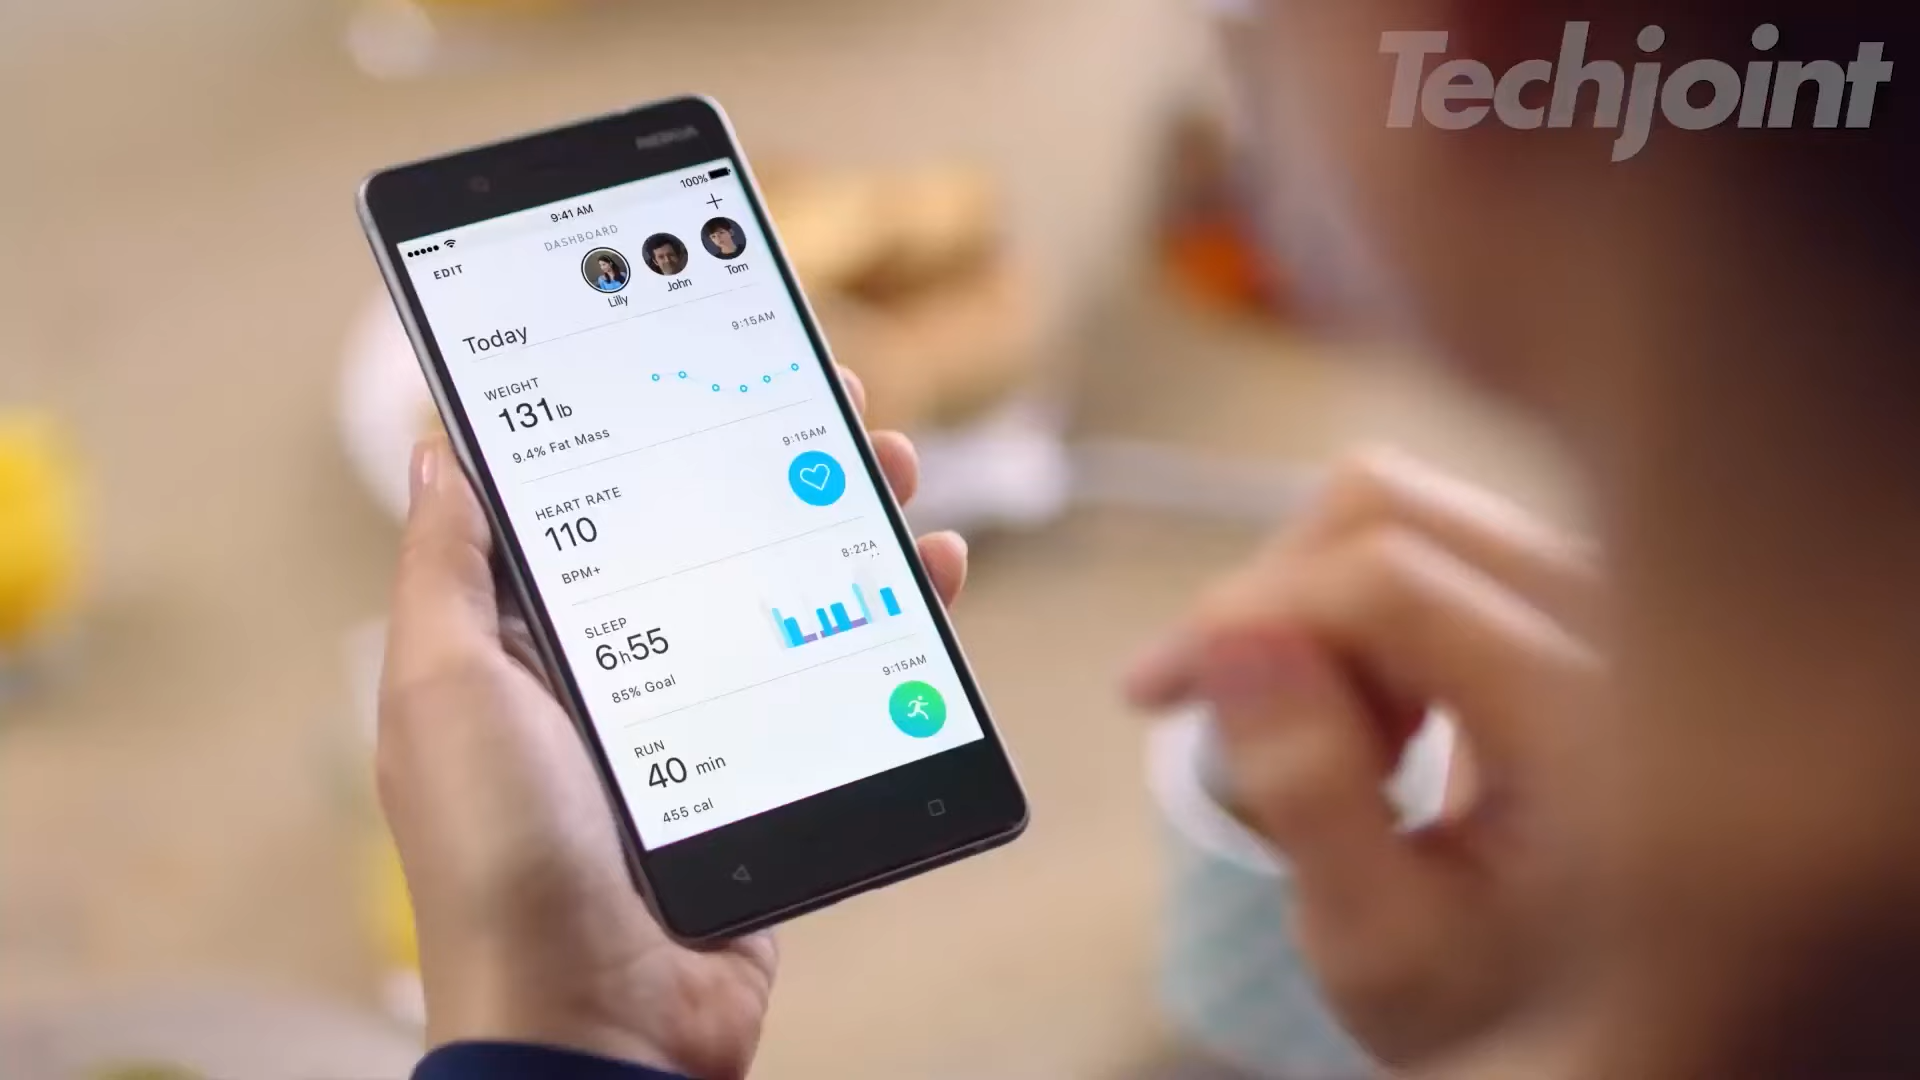 Techjoint
NOKIA
100%
9:41 AM
DASHBOARD
+
EDIT
Lilly
John
Tom
Today
9:15AM
WEIGHT
131 lb
9.4% Fat Mass
9:15AM
HEART RATE
110
BPM+
8:22A
SLEEP
6h55
85% Goal
9:15AM
RUN
40 min
455 cal